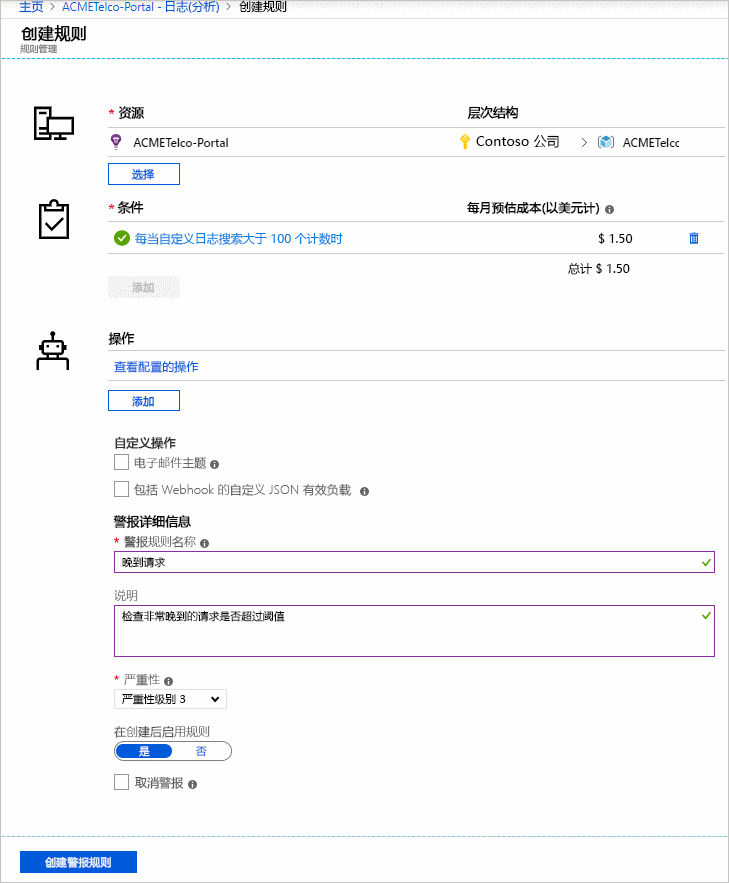 主页 > ACMETelco-Portal - 日志(分析) > 创建规则
创建规则
规则管理
* 资源 层次结构
ACMETelco-Portal Contoso 公司 > ACMETelcc
选择
* 条件 每月预估成本(以美元计)
每当自定义日志搜索大于 100 个计数时 $ 1.50
总计 $ 1.50
添加
操作
查看配置的操作
添加
自定义操作
电子邮件主题
包括 Webhook 的自定义 JSON 有效负载
警报详细信息
* 警报规则名称
晚到请求
说明
检查非常晚到的请求是否超过阈值
* 严重性
严重性级别 3
在创建后启用规则
是 否
取消警报
创建警报规则